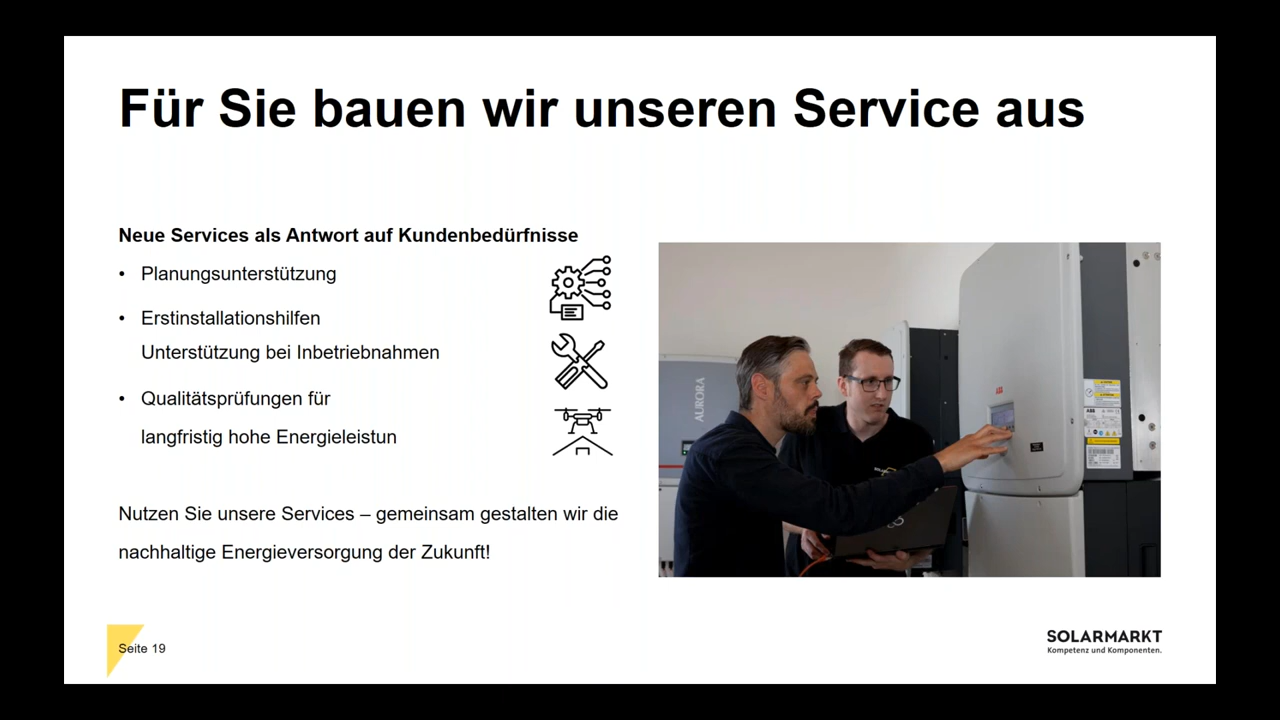 Für Sie bauen wir unseren Service aus
Neue Services als Antwort auf Kundenbedürfnisse
• Planungsunterstützung
• Erstinstallationshilfen
Unterstützung bei Inbetriebnahmen
• Qualitätsprüfungen für
langfristig hohe Energieleistun
Nutzen Sie unsere Services – gemeinsam gestalten wir die
nachhaltige Energieversorgung der Zukunft!
AURORA
ABB
ABB
Seite 19
SOLARMARKT
Kompetenz und Komponenten.